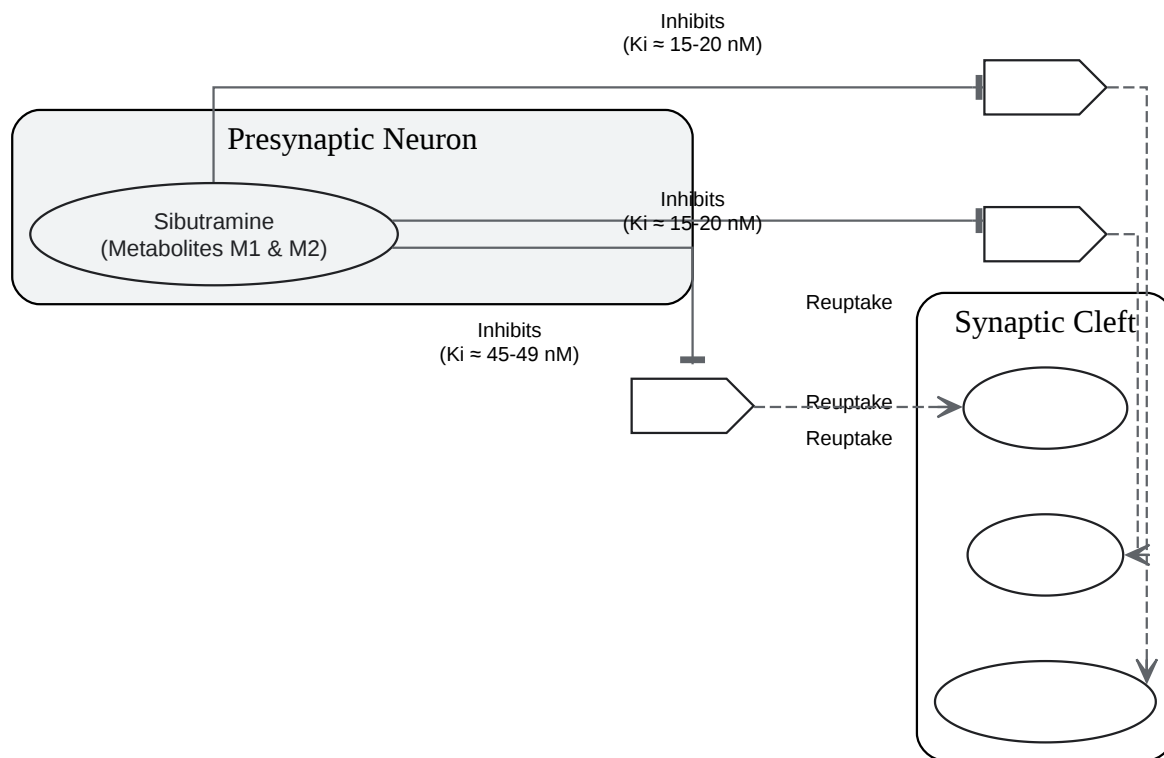 Inhibits
(Ki ≈ 15-20 nM)
Presynaptic Neuron
Sibutramine
(Metabolites M1 & M2)
Inhibits
(Ki ≈ 15-20 nM)
Reuptake
Synaptic Cleft
Inhibits
(Ki ≈ 45-49 nM)
Reuptake
Reuptake